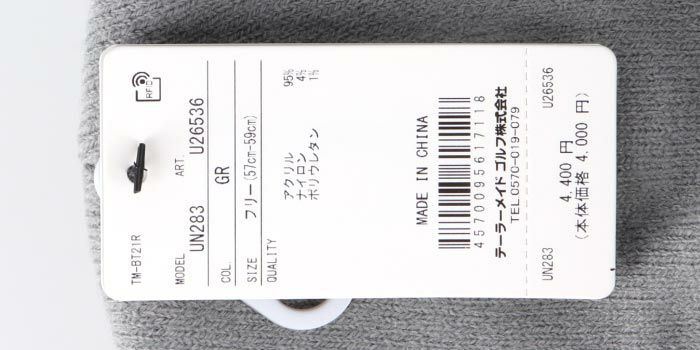 RFID
TM-BT21R
MODEL ART.
UN283 U26536
COL. GR
SIZE フリー(57cm-59cm)
QUALITY
アクリル 95%
ナイロン 4%
ポリウレタン 1%
MADE IN CHINA
4570095617118
テーラーメイド ゴルフ株式会社
TEL 0570-019-079
UN283 U26536
4,400 円
(本体価格 4,000 円)